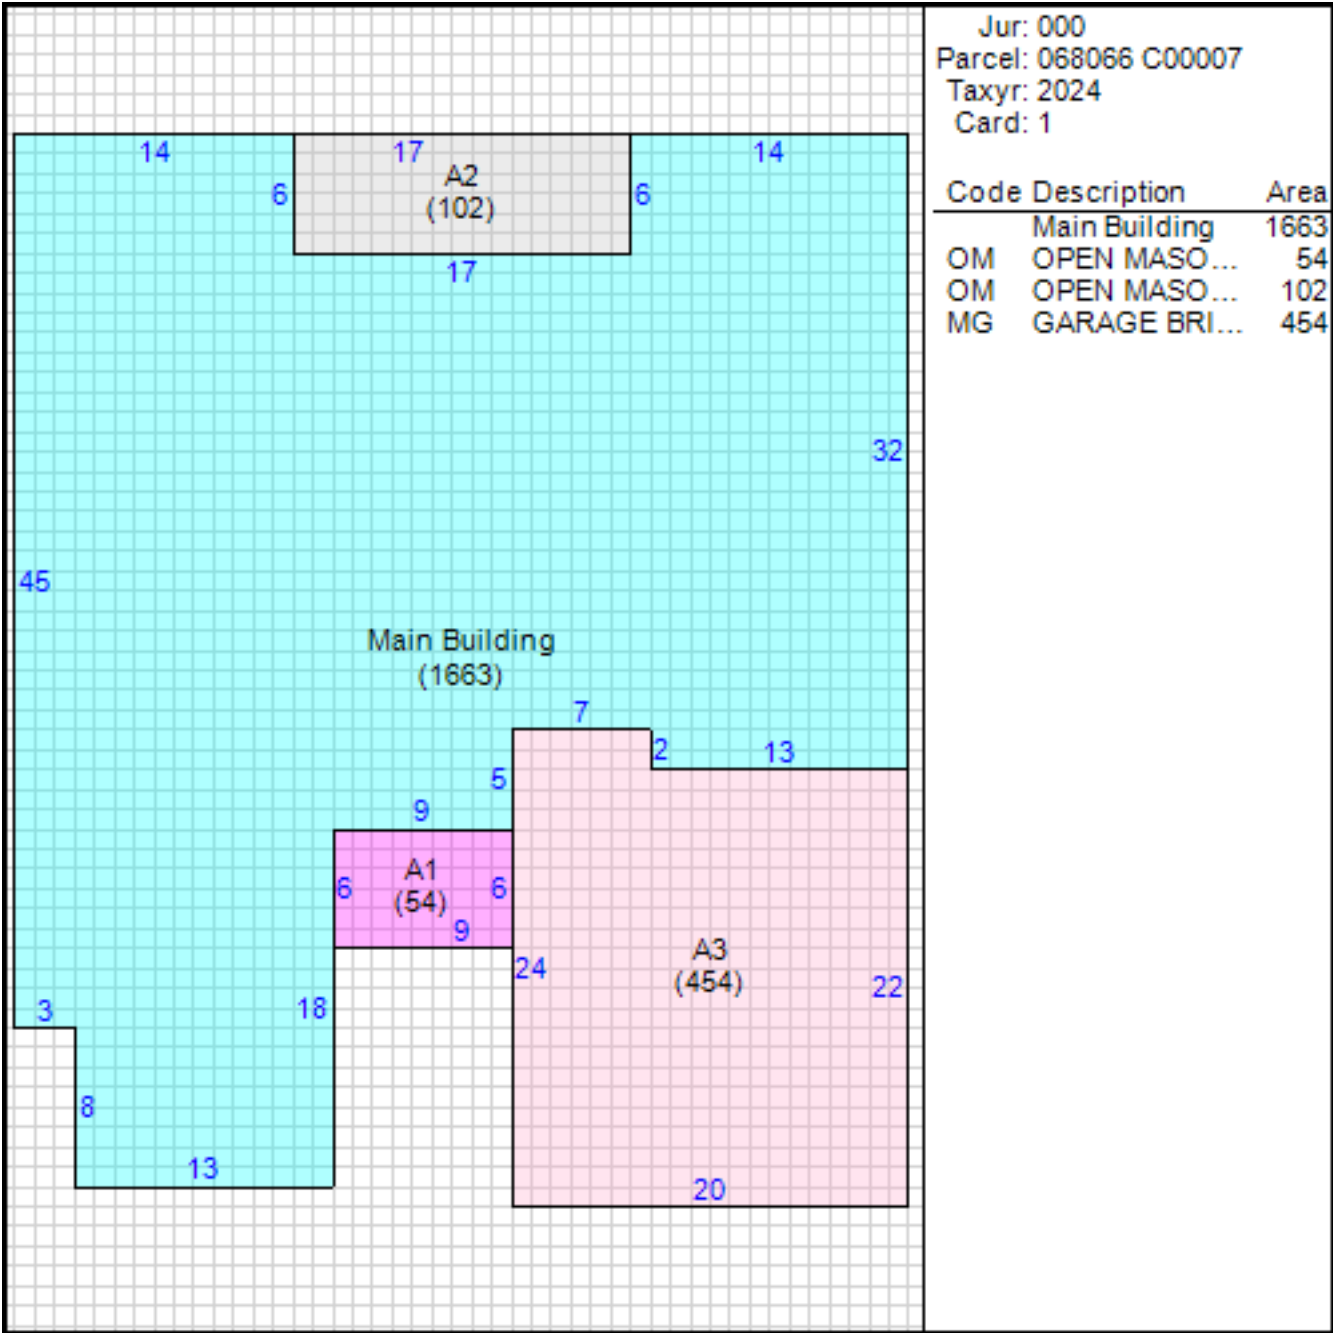 Jur: 000
Parcel: 068066 C00007
Taxyr: 2024
Card: 1
Code Description Area
Main Building 1663
OM OPEN MASO... 54
OM OPEN MASO... 102
MG GARAGE BRI... 454
14 17 14
A2
6 (102) 6
17
32
45
Main Building
(1663)
7
2 13
5
9
A1
6 (54) 6
9
A3
24 (454) 22
3 18
8
13
20